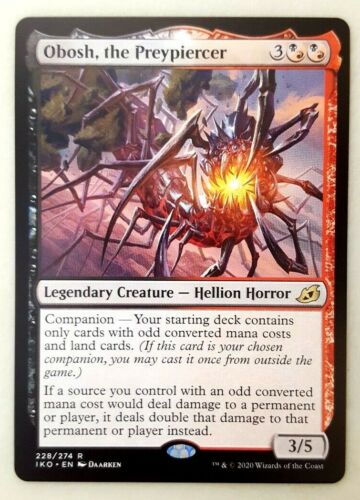 Obosh, the Preypiercer 3
Legendary Creature — Hellion Horror
Companion — Your starting deck contains
only cards with odd converted mana costs
and land cards. (If this card is your chosen
companion, you may cast it once from outside the
game.)
If a source you control with an odd converted
mana cost would deal damage to a permanent
or player, it deals double that damage to that
permanent or player instead.
3/5
228/274 R
IKO • EN DAARKEN
™ & © 2020 Wizards of the Coast